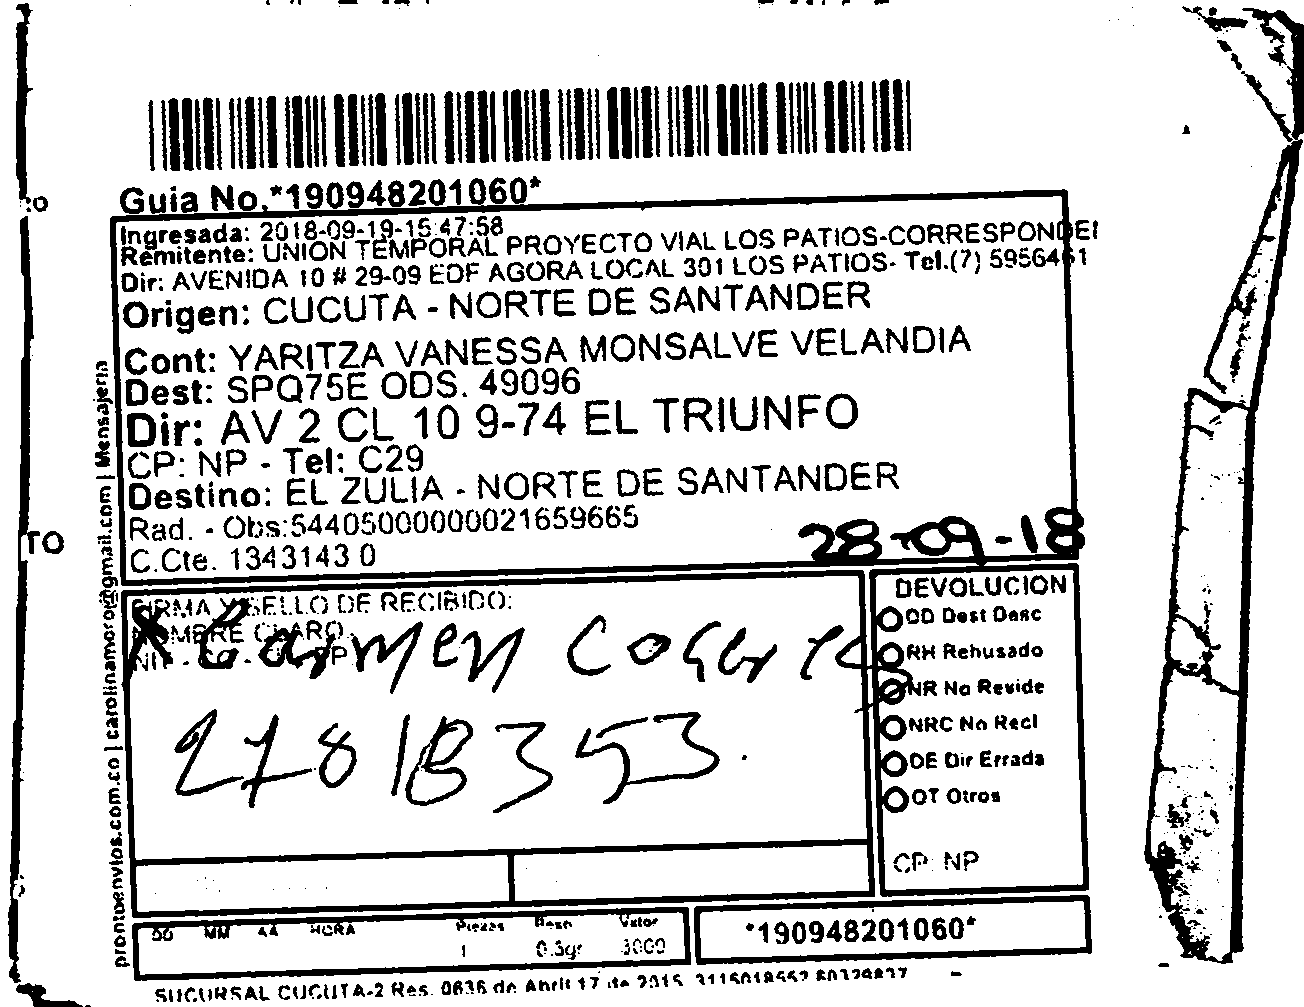 Guia No.*190948201060*
Ingresada: 2018-09-19-15:47:58
Remitente: UNION TEMPORAL PROYECTO VIAL LOS PATIOS-CORRESPONDEI
Dir: AVENIDA 10 # 29-09 EDF AGORA LOCAL 301 LOS PATIOS- Tel.(7) 5956461
Origen: CUCUTA - NORTE DE SANTANDER
Cont: YARITZA VANESSA MONSALVE VELANDIA
Dest: SPQ75E ODS. 49096
Dir: AV 2 CL 10 9-74 EL TRIUNFO
CP: NP - Tel: C29
Destino: EL ZULIA - NORTE DE SANTANDER
Rad. - Obs:54405000000021659665
C.Cte. 1343143 0
28-09-18
TO
prontoenvios.com.co | carolinamoro@gmail.com | Mensajeria
FIRMA Y SELLO DE RECIBIDO:
NOMBRE CLARO
X Carmen
27818353.
DEVOLUCION
DD Dest Desc
RH Rehusado
NR No Reside
NRC No Recl
DE Dir Errada
OT Otros
CP: NP
DD MM AA HORA
Piezas Peso Valor
1 0.5gr 3000
*190948201060*
SUCURSAL CUCUTA-2 Res. 0636 de Abril 17 de 2015